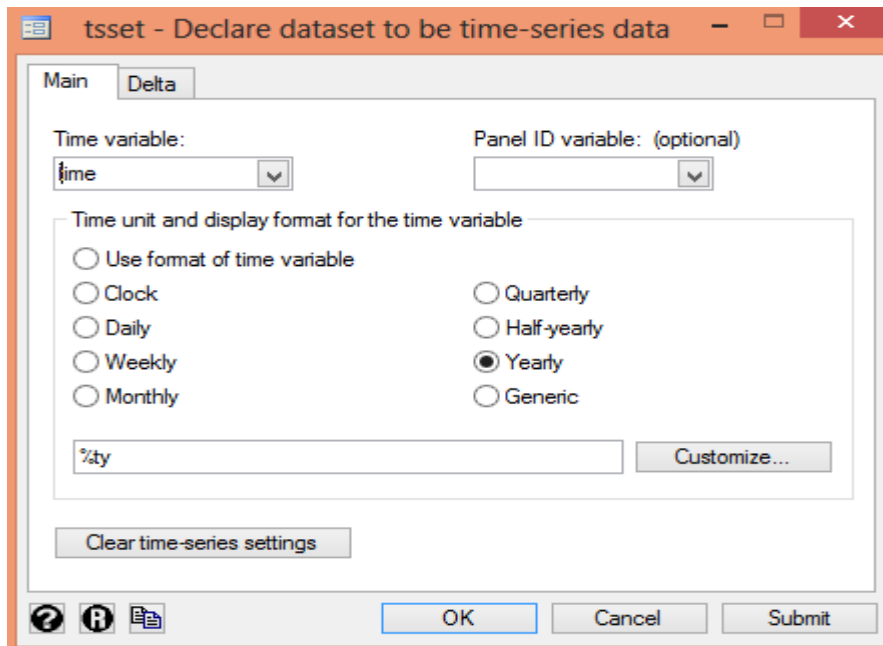 tsset - Declare dataset to be time-series data
Main Delta
Time variable: Panel ID variable: (optional)
time
Time unit and display format for the time variable
Use format of time variable
Clock Quarterly
Daily Half-yearly
Weekly Yearly
Monthly Generic
%ty Customize...
Clear time-series settings
? R OK Cancel Submit